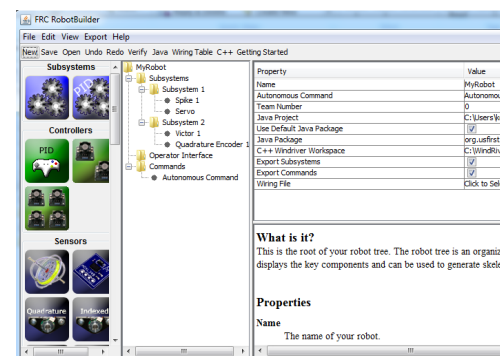 FRC RobotBuilder
File Edit View Export Help
New Save Open Undo Redo Verify Java Wiring Table C++ Getting Started
Subsystems
PID
Controllers
PID
Sensors
Quadrature Indexed
MyRobot
Subsystems
Subsystem 1
Spike 1
Servo
Subsystem 2
Victor 1
Quadrature Encoder 1
Operator Interface
Commands
Autonomous Command
Property Value
Name MyRobot
Autonomous Command Autonomou
Team Number 0
Java Project C:\Users\k
Use Default Java Package
Java Package org.usfirst
C++ Windriver Workspace C:\WindRiv
Export Subsystems
Export Commands
Wiring File Click to Sel
What is it?
This is the root of your robot tree. The robot tree is an organiz
displays the key components and can be used to generate skele
Properties
Name
The name of your robot.